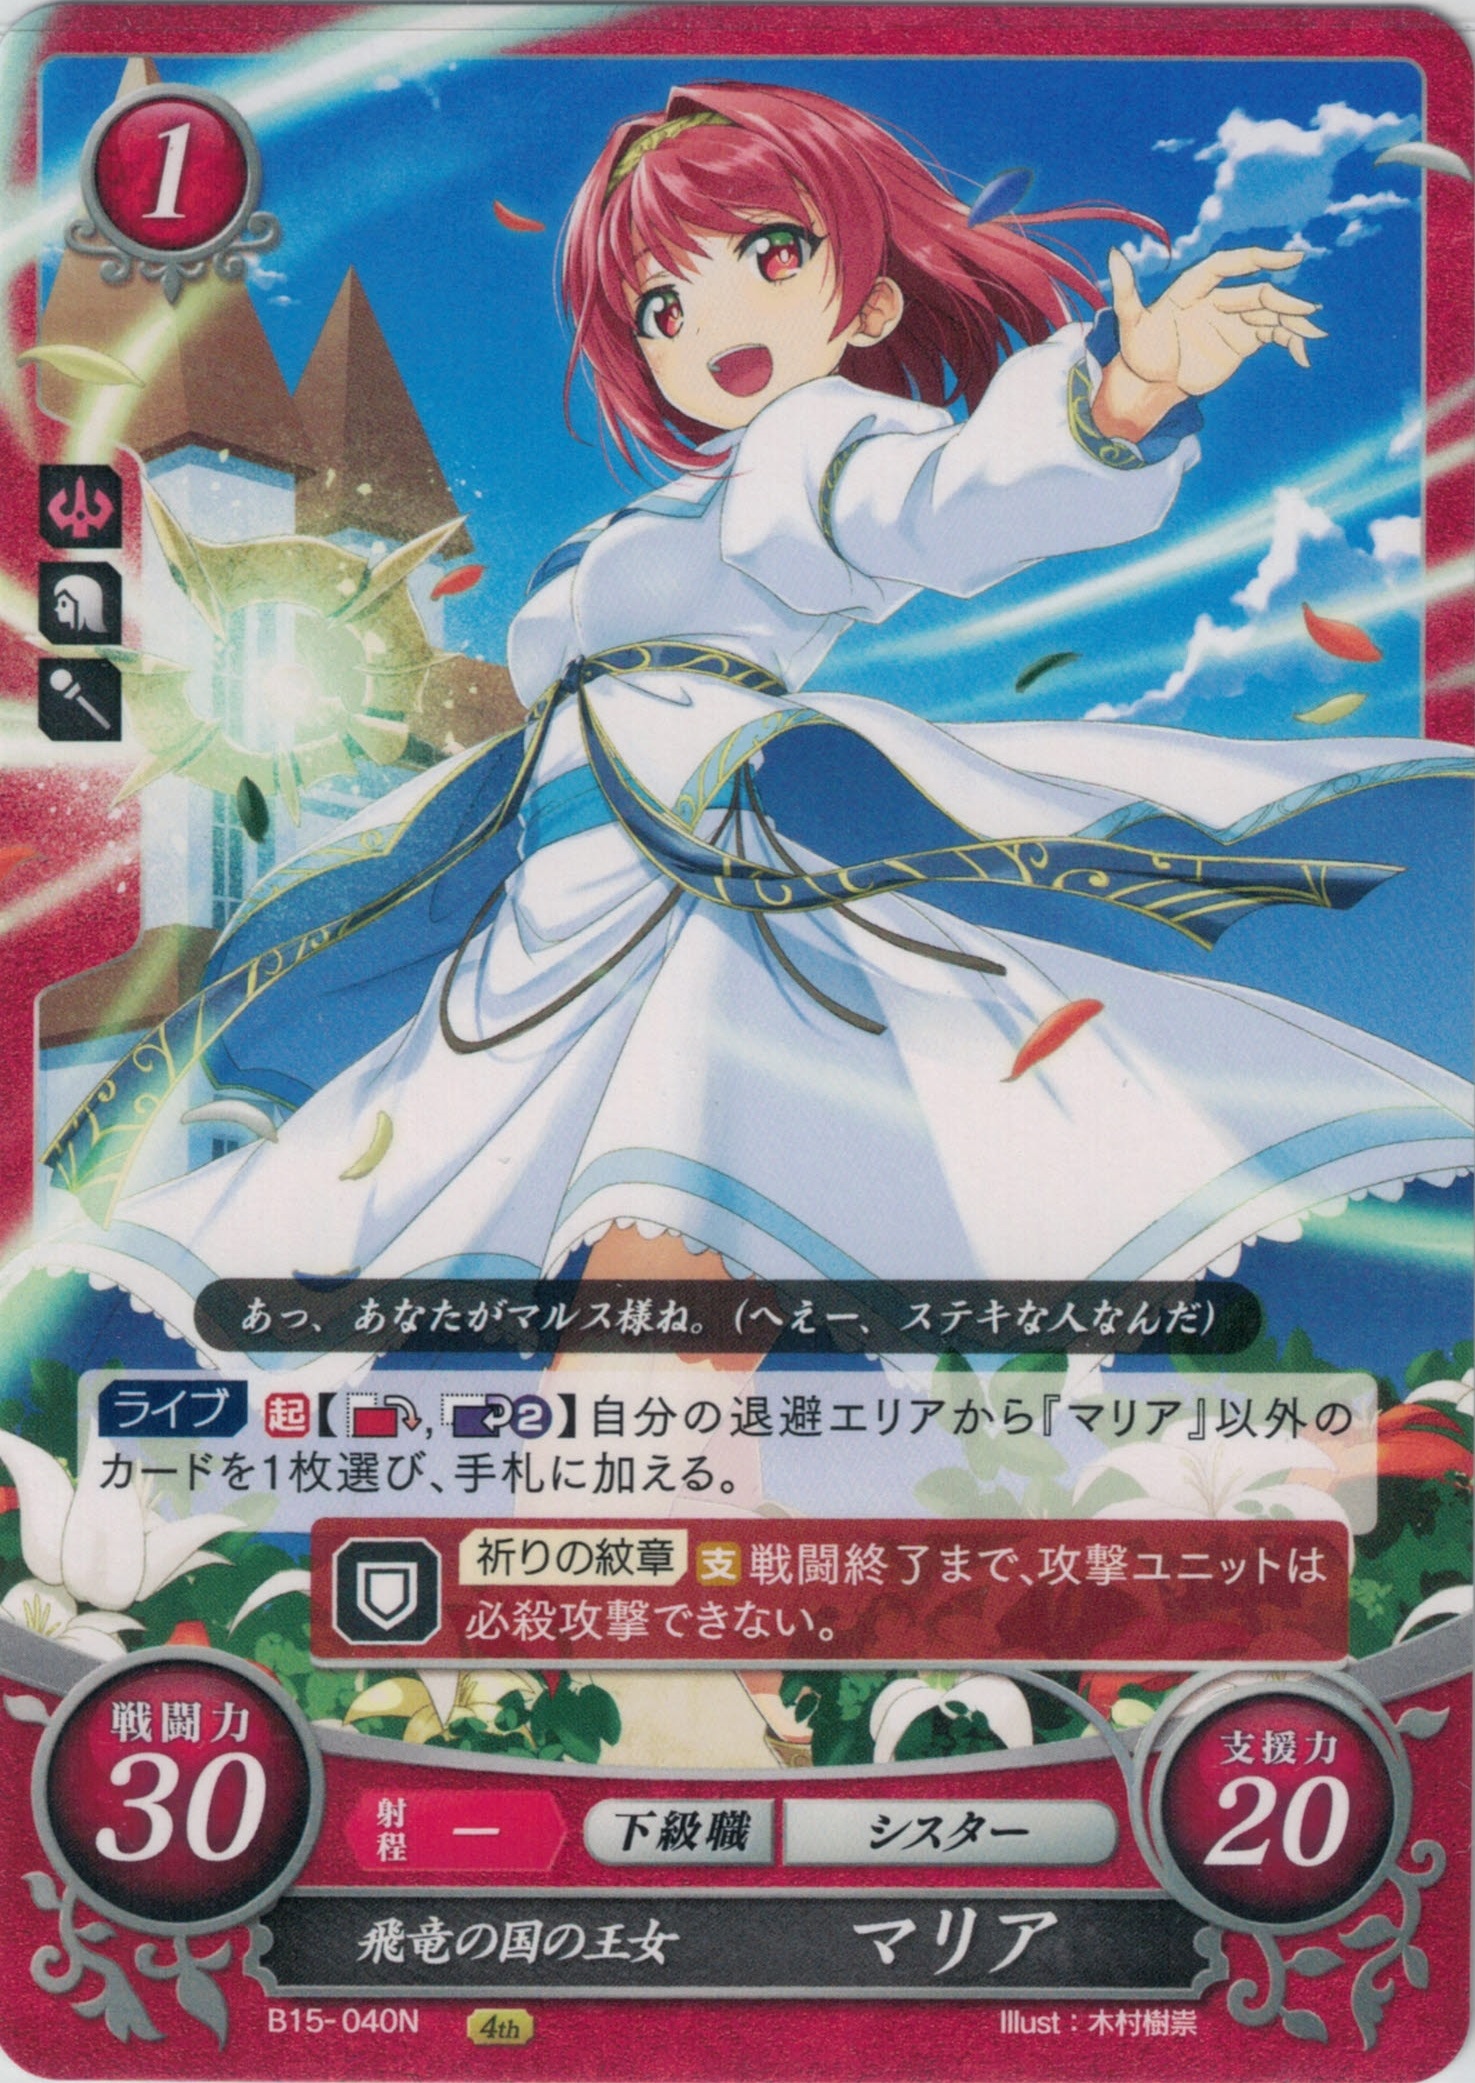 1
あっ、あなたがマルス様ね。(へえー、ステキな人なんだ)
ライブ 起【 , 2】自分の退避エリアから『マリア』以外の
カードを1枚選び、手札に加える。
祈りの紋章 支 戦闘終了まで、攻撃ユニットは
必殺攻撃できない。
戦闘力
30
射程 －
下級職 シスター
支援力
20
飛竜の国の王女 マリア
B15-040N 4th Illust：木村樹崇